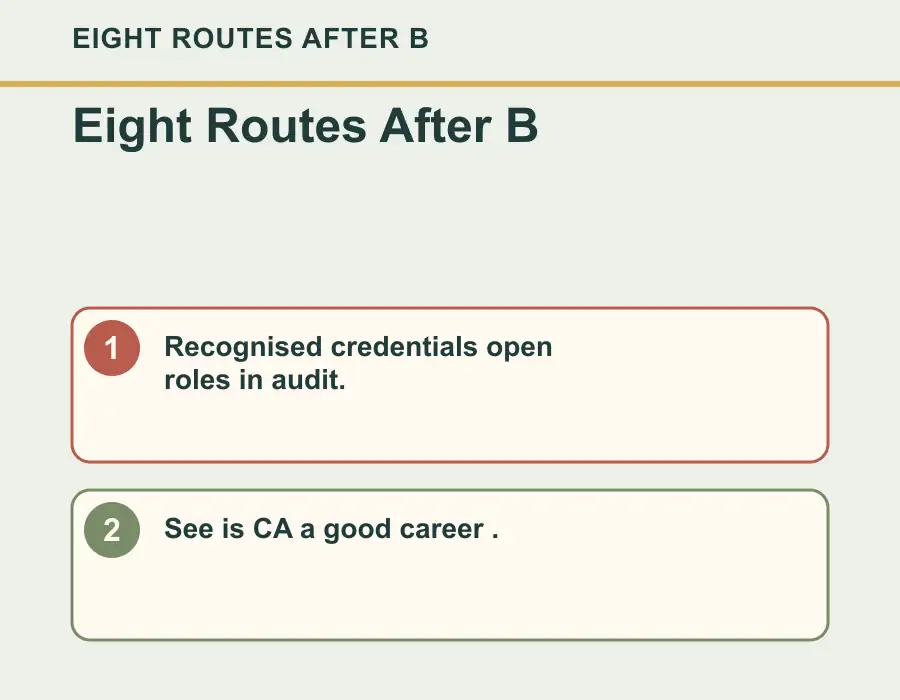 EIGHT ROUTES AFTER B
Eight Routes After B
1
Recognised credentials open
roles in audit.
2
See is CA a good career .